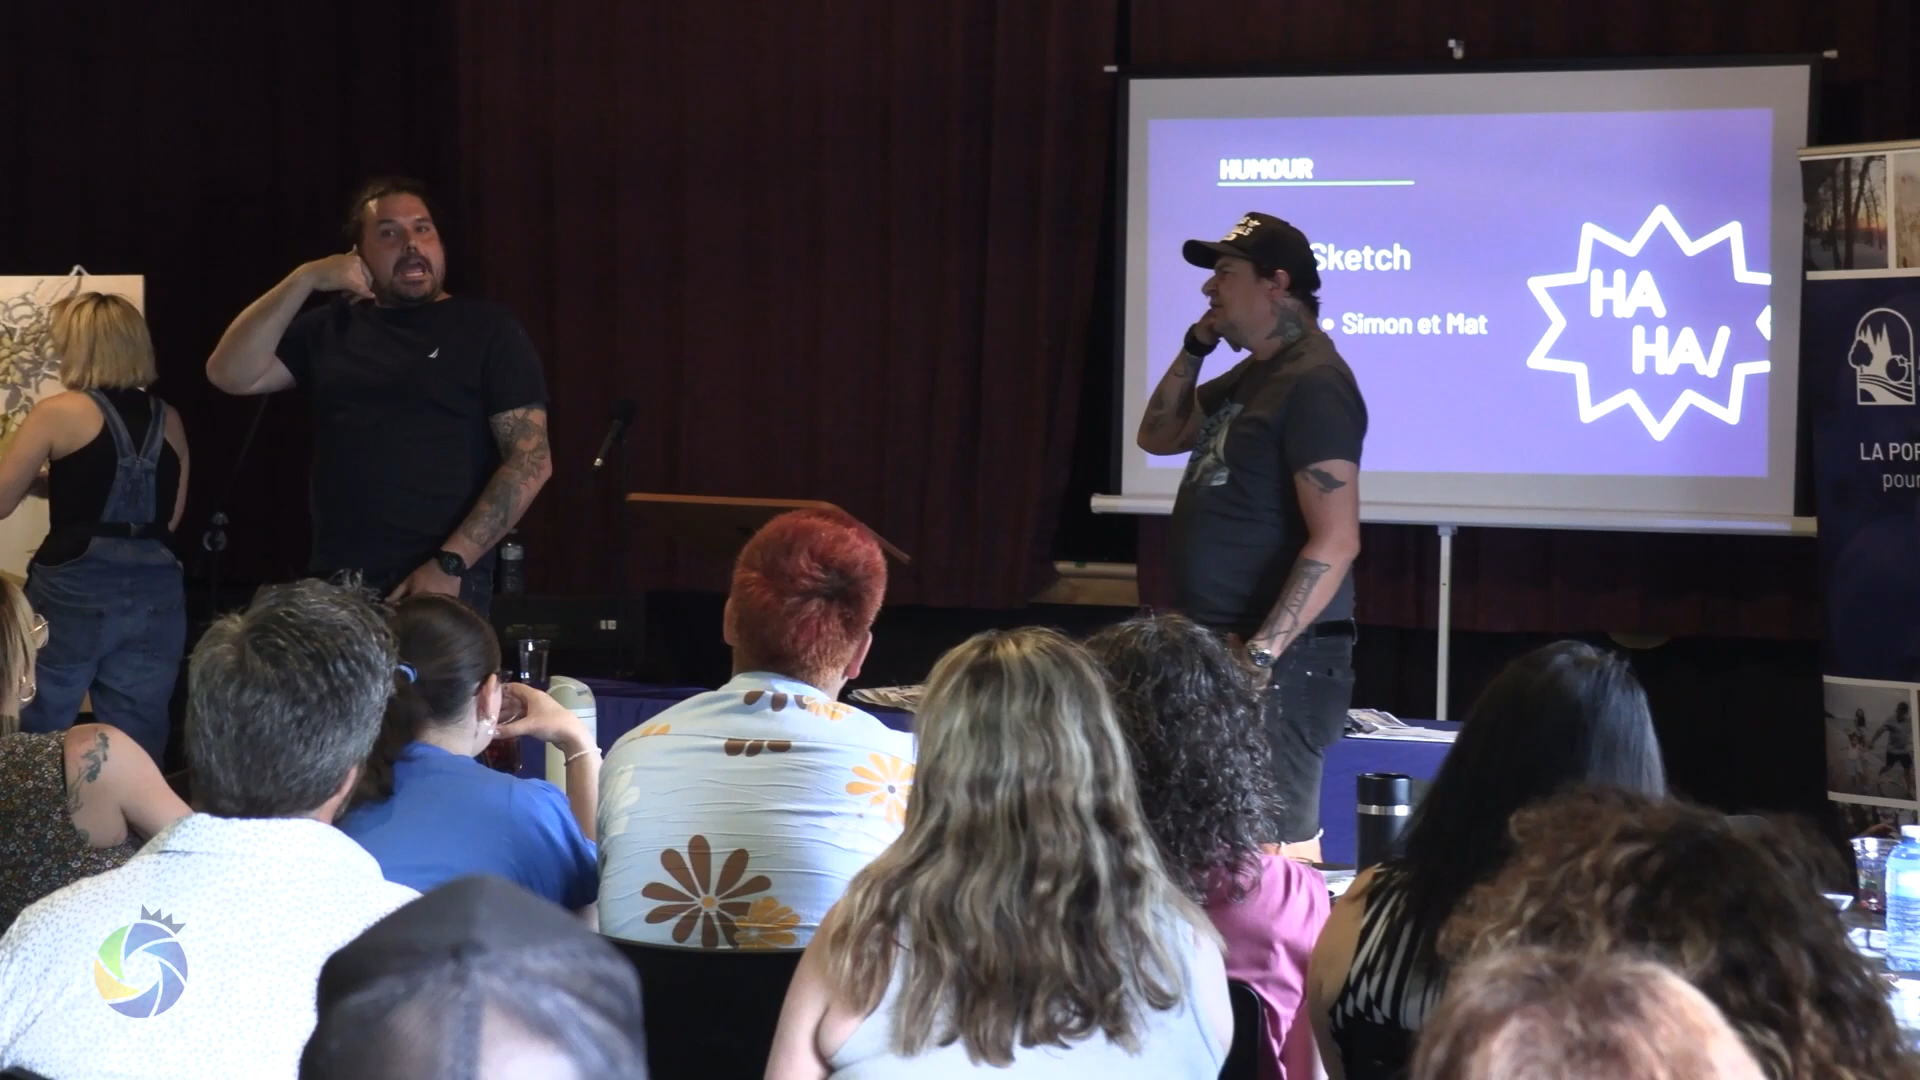 HUMOUR
Sketch
• Simon et Mat
HA
HA!
LA POR
pour